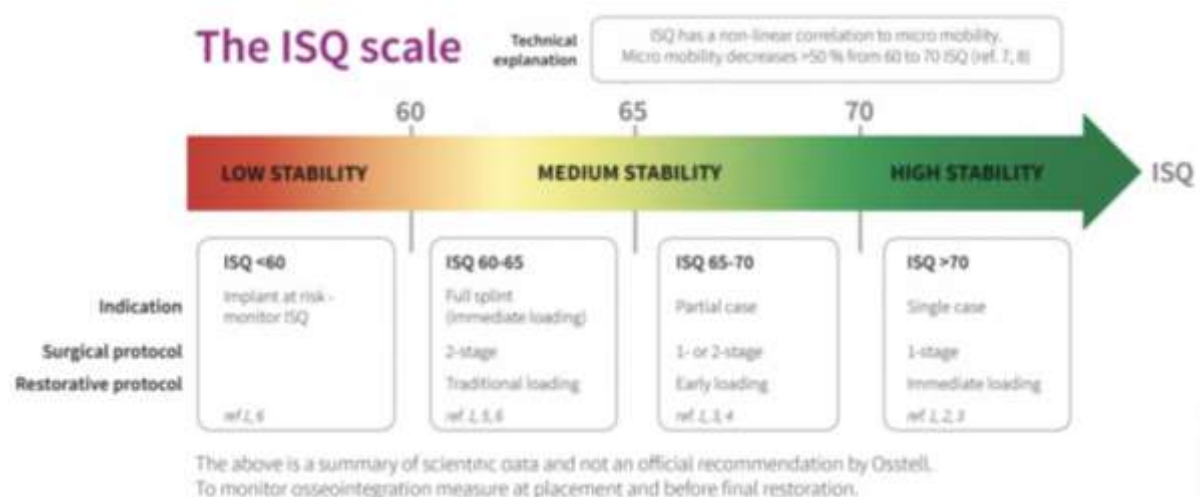 The ISQ scale
Technical
explanation
ISQ has a non-linear correlation to micro mobility.
Micro mobility decreases >50 % from 60 to 70 ISQ (ref. 7, 8)
60
65
70
LOW STABILITY
MEDIUM STABILITY
HIGH STABILITY
ISQ
ISQ <60
ISQ 60-65
ISQ 65-70
ISQ >70
Indication
Implant at risk -
monitor ISQ
Full splint
(immediate loading)
Partial case
Single case
Surgical protocol
2-stage
1- or 2-stage
1-stage
Restorative protocol
Traditional loading
Early loading
Immediate loading
ref 1, 6
ref. 1, 5, 6
ref. 1, 3, 4
ref. 1, 2, 3
The above is a summary of scientific data and not an official recommendation by Osstell.
To monitor osseointegration measure at placement and before final restoration.